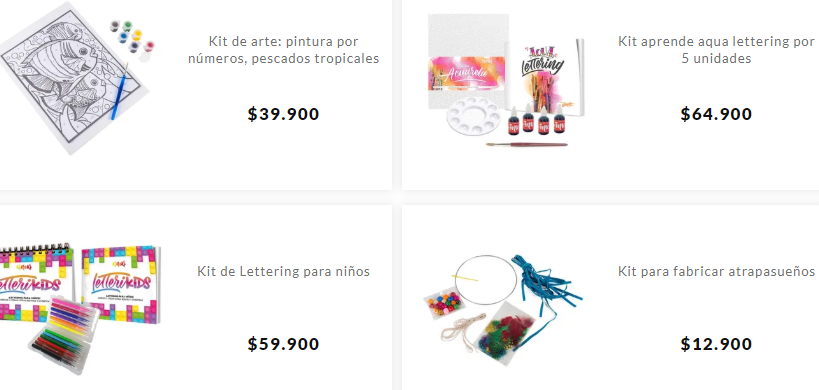 Kit de arte: pintura por
números, pescados tropicales
$39.900
Acuarela
AQUA
lettering
Kit aprende aqua lettering por
5 unidades
$64.900
letterikids
letterikids
Kit de Lettering para niños
$59.900
Kit para fabricar atrapasueños
$12.900